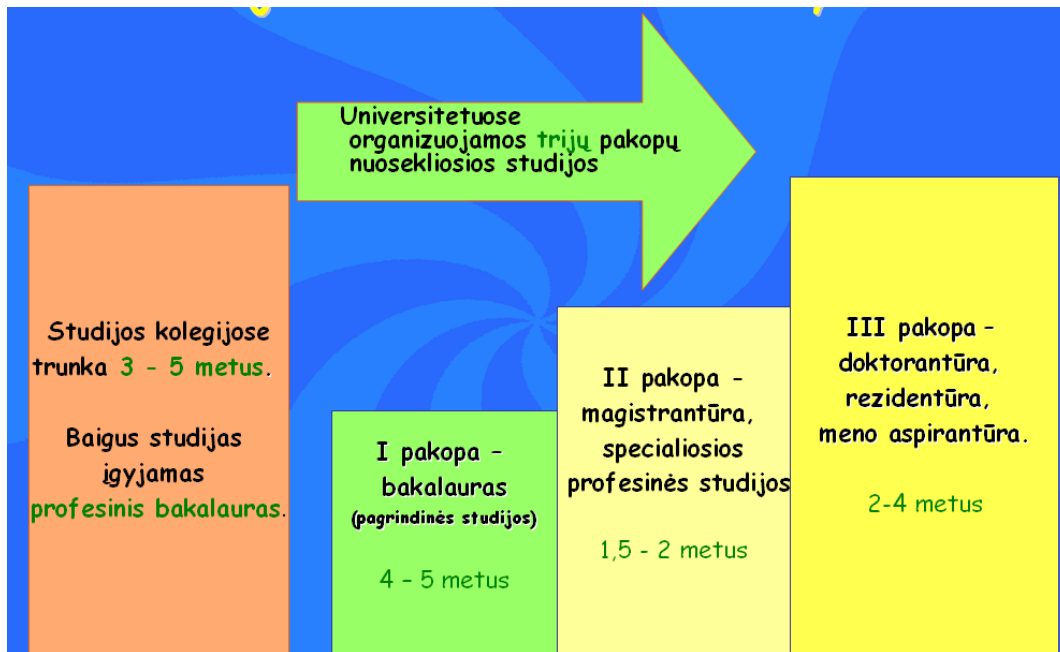 Universitetuose
organizuojamos trijų pakopų
nuosekliosios studijos
Studijos kolegijose
trunka 3 - 5 metus.
Baigus studijas
įgyjamas
profesinis bakalauras.
I pakopa –
bakalauras
(pagrindinės studijos)
4 – 5 metus
II pakopa –
magistrantūra,
specialiosios
profesinės studijos
1,5 - 2 metus
III pakopa –
doktorantūra,
rezidentūra,
meno aspirantūra.
2-4 metus